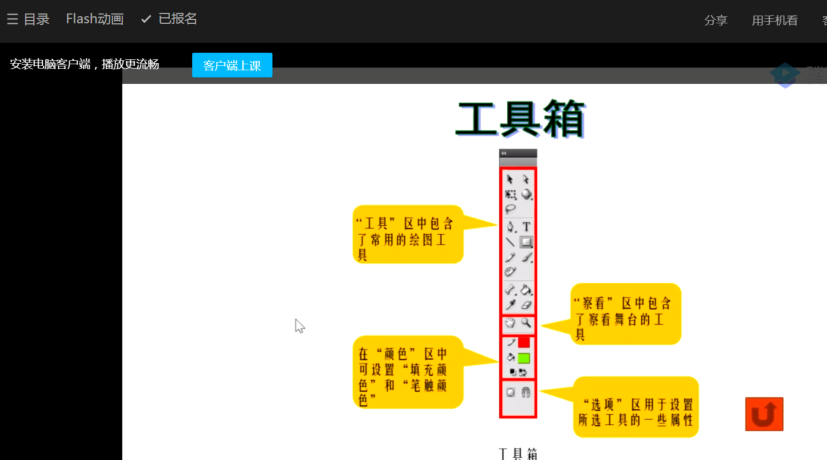 目录 Flash动画 已报名 分享 用手机看
安装电脑客户端，播放更流畅 客户端上课
工具箱
“工具”区中包含
了常用的绘图工
具
“察看”区中包含
了察看舞台的工
具
在“颜色”区中
可设置“填充颜
色”和“笔触颜
色”
“选项”区用于设置
所选工具的一些属性
工具箱